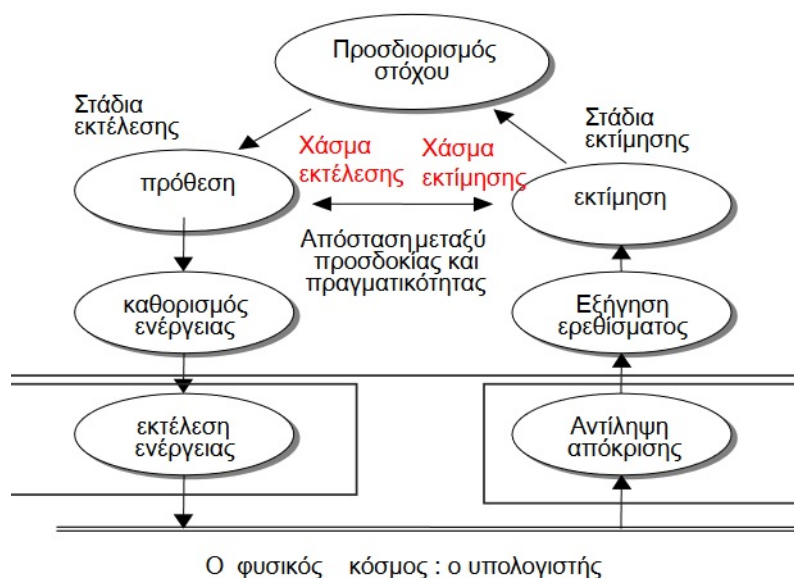 Προσδιορισμός
στόχου
Στάδια
εκτέλεσης
Στάδια
εκτίμησης
Χάσμα
εκτέλεσης
Χάσμα
εκτίμησης
πρόθεση
εκτίμηση
Απόσταση μεταξύ
προσδοκίας και
πραγματικότητας
καθορισμός
ενέργειας
Εξήγηση
ερεθίσματος
εκτέλεση
ενέργειας
Αντίληψη
απόκρισης
Ο φυσικός κόσμος : ο υπολογιστής